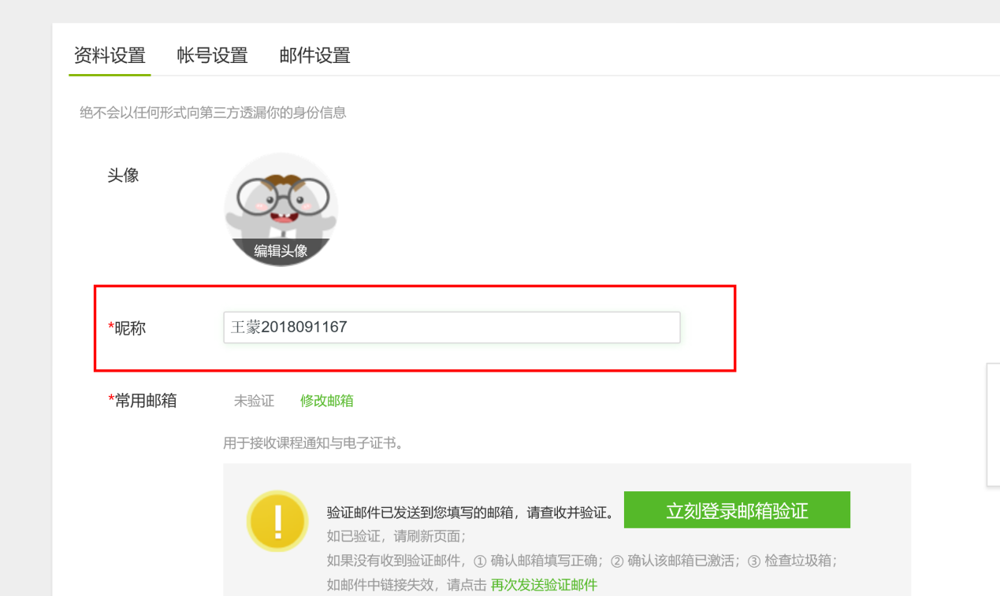 资料设置 帐号设置 邮件设置
绝不会以任何形式向第三方透漏你的身份信息
头像
编辑头像
*昵称 王蒙2018091167
*常用邮箱 未验证 修改邮箱
用于接收课程通知与电子证书。
验证邮件已发送到您填写的邮箱，请查收并验证。 立刻登录邮箱验证
如已验证，请刷新页面；
如果没有收到验证邮件，① 确认邮箱填写正确；② 确认该邮箱已激活；③ 检查垃圾箱；
如邮件中链接失效，请点击 再次发送验证邮件